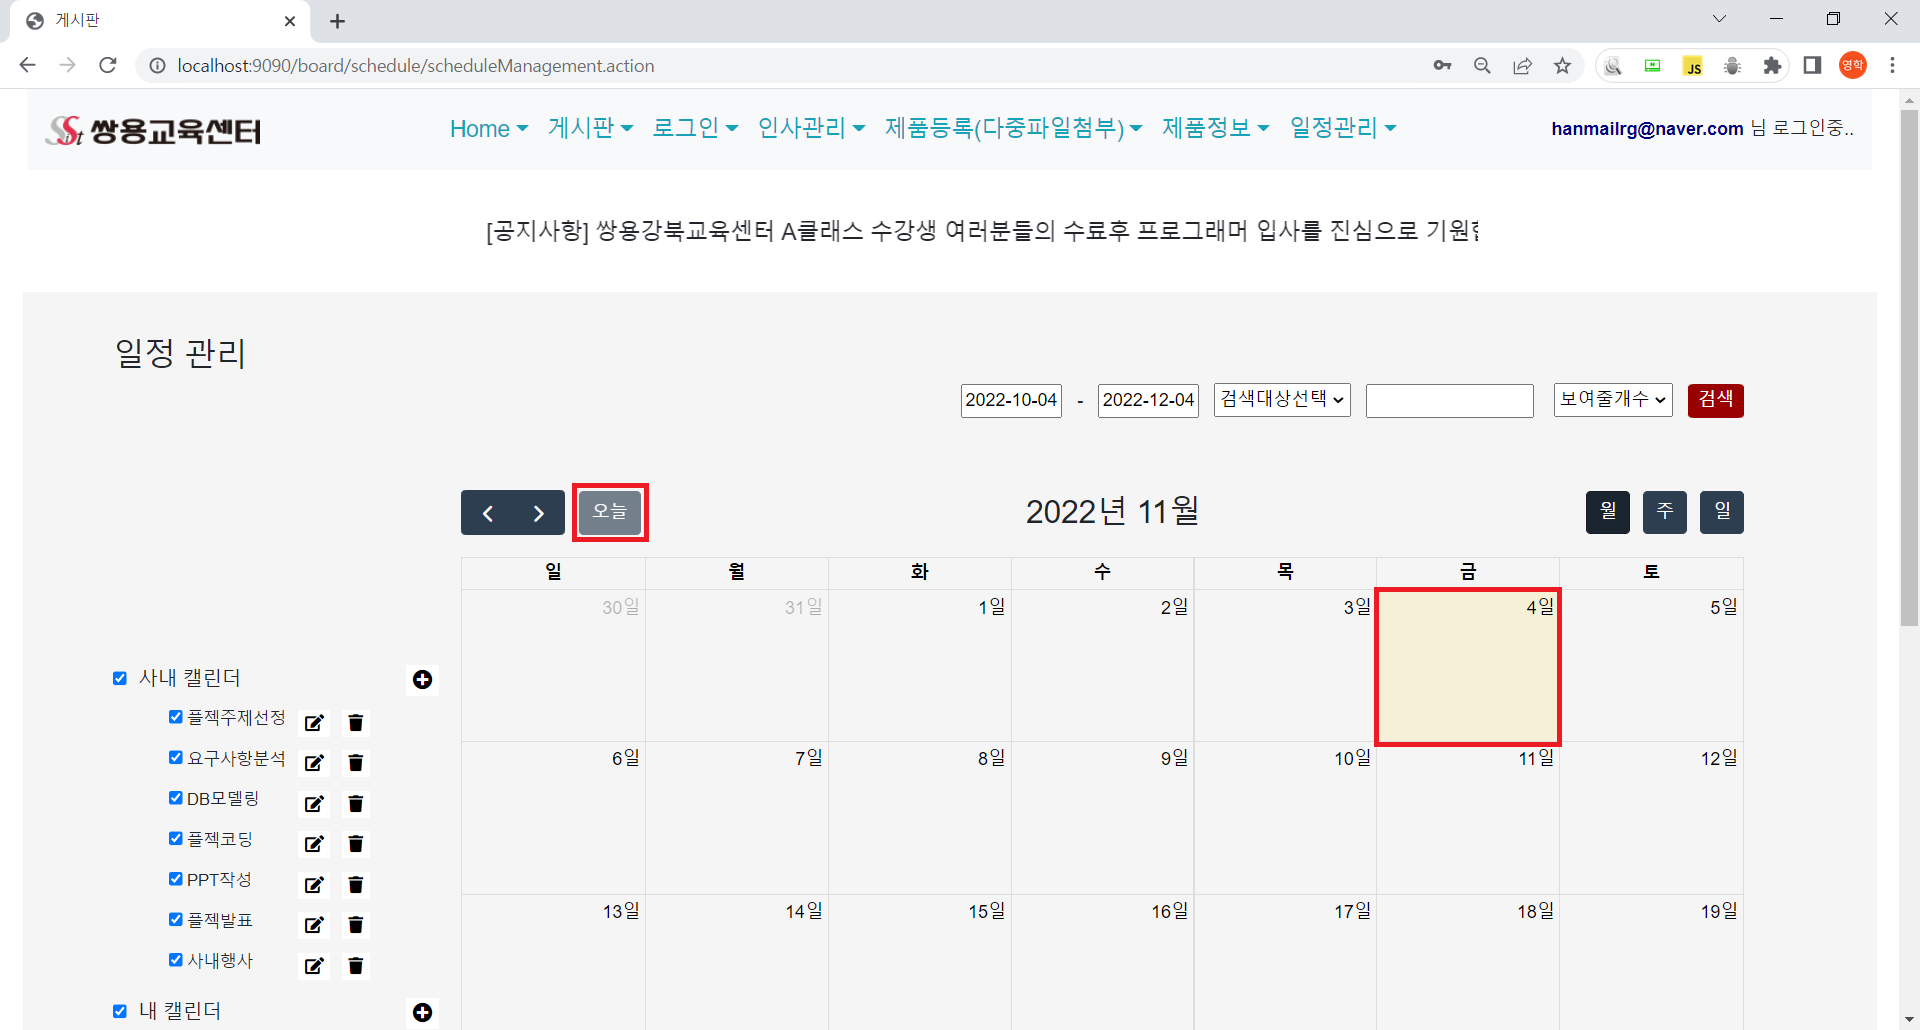 게시판
localhost:9090/board/schedule/scheduleManagement.action
JS
영학
SiSt 쌍용교육센터
Home 게시판 로그인 인사관리 제품등록(다중파일첨부) 제품정보 일정관리
hanmailrg@naver.com 님 로그인중..
[공지사항] 쌍용강북교육센터 A클래스 수강생 여러분들의 수료후 프로그래머 입사를 진심으로 기원합
일정 관리
2022-10-04 - 2022-12-04 검색대상선택 보여줄개수 검색
오늘 2022년 11월 월 주 일
일 월 화 수 목 금 토
30일 31일 1일 2일 3일 4일 5일
사내 캘린더
플젝주제선정
요구사항분석
DB모델링
플젝코딩
PPT작성
플젝발표
사내행사
내 캘린더
6일 7일 8일 9일 10일 11일 12일
13일 14일 15일 16일 17일 18일 19일